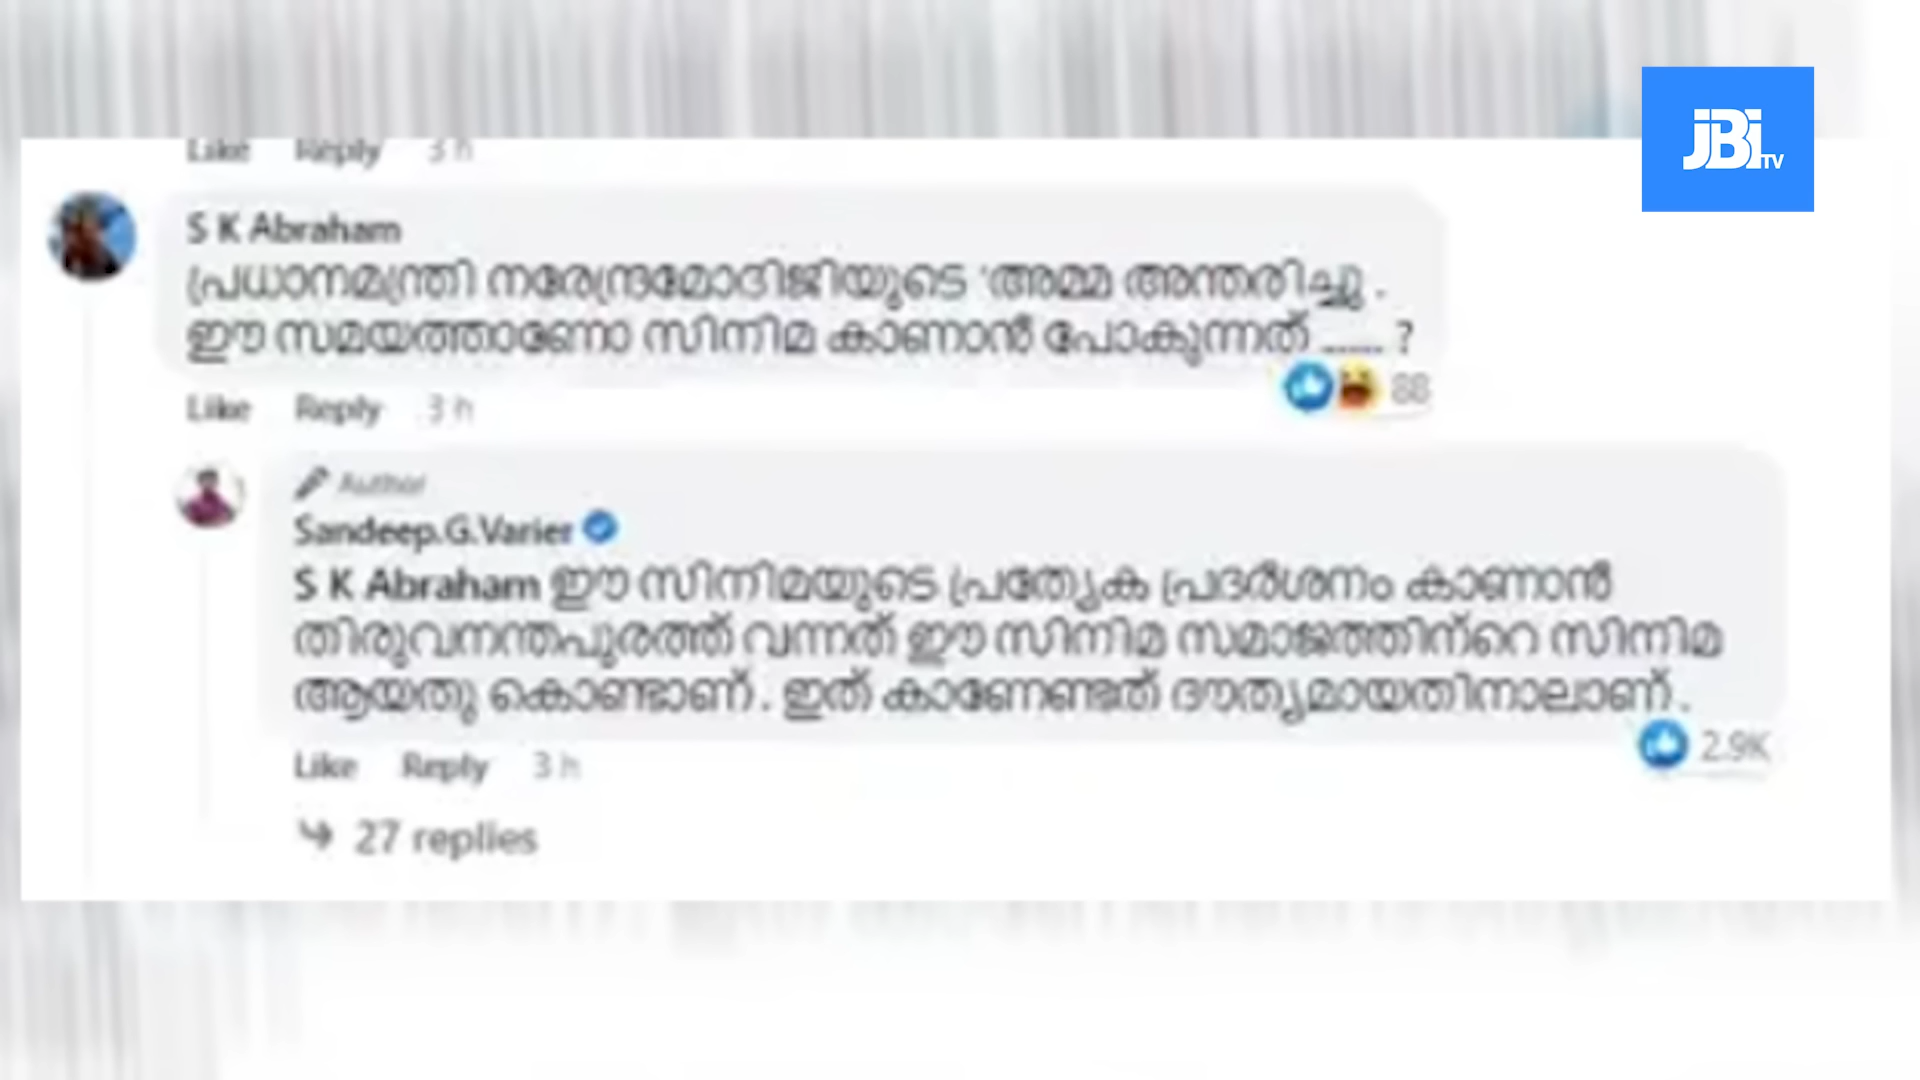 JBi TV
Like Reply 3 h
S K Abraham
പ്രധാനമന്ത്രി നരേന്ദ്രമോദിജിയുടെ 'അമ്മ അന്തരിച്ചു .
ഈ സമയത്താണോ സിനിമ കാണാൻ പോകുന്നത് ...... ?
88
Like Reply 3 h
Author
Sandeep.G.Varier
S K Abraham ഈ സിനിമയുടെ പ്രത്യേക പ്രദർശനം കാണാൻ
തിരുവനന്തപുരത്ത് വന്നത് ഈ സിനിമ സമാജത്തിന്റെ സിനിമ
ആയതു കൊണ്ടാണ് . ഇത് കാണേണ്ടത് ദൗത്യമായതിനാലാണ് .
2.9K
Like Reply 3 h
27 replies